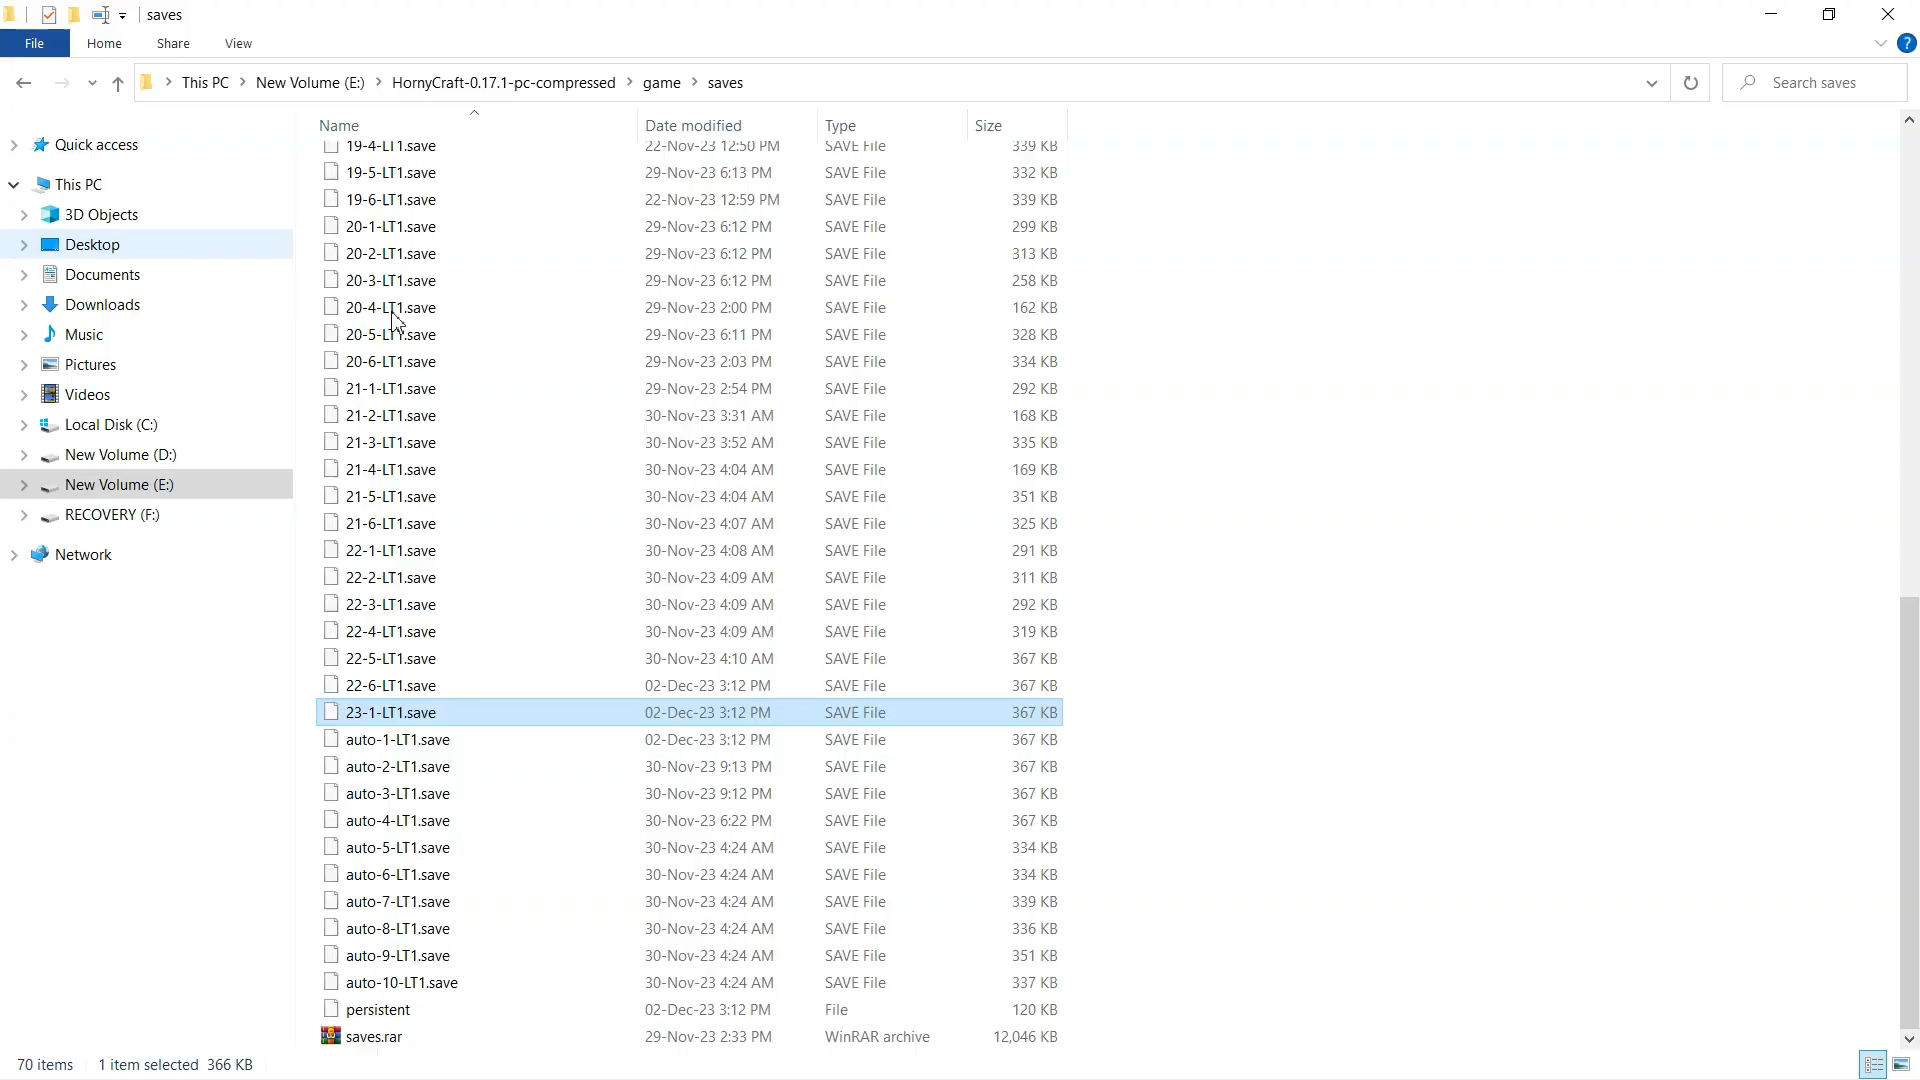 saves
File Home Share View
This PC New Volume (E:) HornyCraft-0.17.1-pc-compressed game saves Search saves
Name Date modified Type Size
Quick access
This PC
3D Objects
Desktop
Documents
Downloads
Music
Pictures
Videos
Local Disk (C:)
New Volume (D:)
New Volume (E:)
RECOVERY (F:)
Network
19-4-LT1.save 22-Nov-23 12:50 PM SAVE File 339 KB
19-5-LT1.save 29-Nov-23 6:13 PM SAVE File 332 KB
19-6-LT1.save 22-Nov-23 12:59 PM SAVE File 339 KB
20-1-LT1.save 29-Nov-23 6:12 PM SAVE File 299 KB
20-2-LT1.save 29-Nov-23 6:12 PM SAVE File 313 KB
20-3-LT1.save 29-Nov-23 6:12 PM SAVE File 258 KB
20-4-LT1.save 29-Nov-23 2:00 PM SAVE File 162 KB
20-5-LT1.save 29-Nov-23 6:11 PM SAVE File 328 KB
20-6-LT1.save 29-Nov-23 2:03 PM SAVE File 334 KB
21-1-LT1.save 29-Nov-23 2:54 PM SAVE File 292 KB
21-2-LT1.save 30-Nov-23 3:31 AM SAVE File 168 KB
21-3-LT1.save 30-Nov-23 3:52 AM SAVE File 335 KB
21-4-LT1.save 30-Nov-23 4:04 AM SAVE File 169 KB
21-5-LT1.save 30-Nov-23 4:04 AM SAVE File 351 KB
21-6-LT1.save 30-Nov-23 4:07 AM SAVE File 325 KB
22-1-LT1.save 30-Nov-23 4:08 AM SAVE File 291 KB
22-2-LT1.save 30-Nov-23 4:09 AM SAVE File 311 KB
22-3-LT1.save 30-Nov-23 4:09 AM SAVE File 292 KB
22-4-LT1.save 30-Nov-23 4:09 AM SAVE File 319 KB
22-5-LT1.save 30-Nov-23 4:10 AM SAVE File 367 KB
22-6-LT1.save 02-Dec-23 3:12 PM SAVE File 367 KB
23-1-LT1.save 02-Dec-23 3:12 PM SAVE File 367 KB
auto-1-LT1.save 02-Dec-23 3:12 PM SAVE File 367 KB
auto-2-LT1.save 30-Nov-23 9:13 PM SAVE File 367 KB
auto-3-LT1.save 30-Nov-23 9:12 PM SAVE File 367 KB
auto-4-LT1.save 30-Nov-23 6:22 PM SAVE File 367 KB
auto-5-LT1.save 30-Nov-23 4:24 AM SAVE File 334 KB
auto-6-LT1.save 30-Nov-23 4:24 AM SAVE File 334 KB
auto-7-LT1.save 30-Nov-23 4:24 AM SAVE File 339 KB
auto-8-LT1.save 30-Nov-23 4:24 AM SAVE File 336 KB
auto-9-LT1.save 30-Nov-23 4:24 AM SAVE File 351 KB
auto-10-LT1.save 30-Nov-23 4:24 AM SAVE File 337 KB
persistent 02-Dec-23 3:12 PM File 120 KB
saves.rar 29-Nov-23 2:33 PM WinRAR archive 12,046 KB
70 items 1 item selected 366 KB